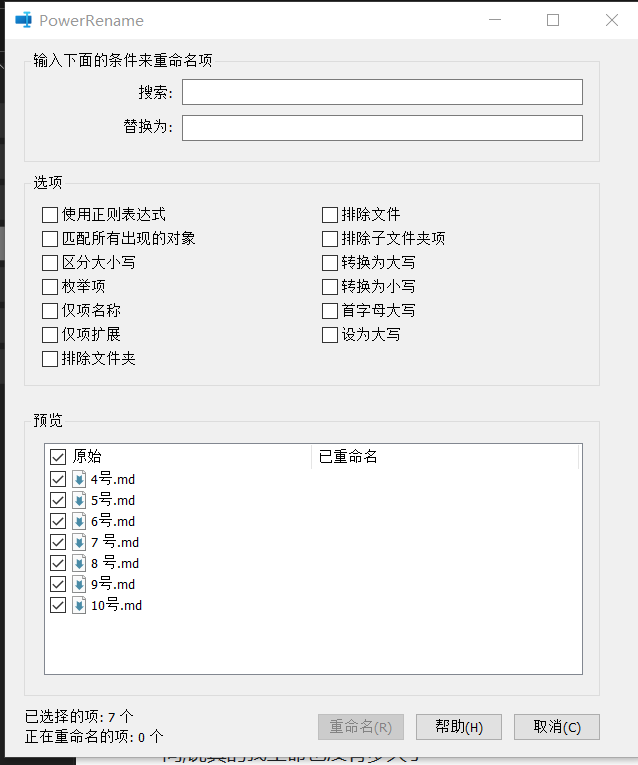 PowerRename
输入下面的条件来重命名项
搜索:
替换为:
选项
使用正则表达式
匹配所有出现的对象
区分大小写
枚举项
仅项名称
仅项扩展
排除文件夹
排除文件
排除子文件夹项
转换为大写
转换为小写
首字母大写
设为大写
预览
原始 已重命名
4号.md
5号.md
6号.md
7 号.md
8 号.md
9号.md
10号.md
已选择的项: 7 个
正在重命名的项: 0 个
重命名(R) 帮助(H) 取消(C)